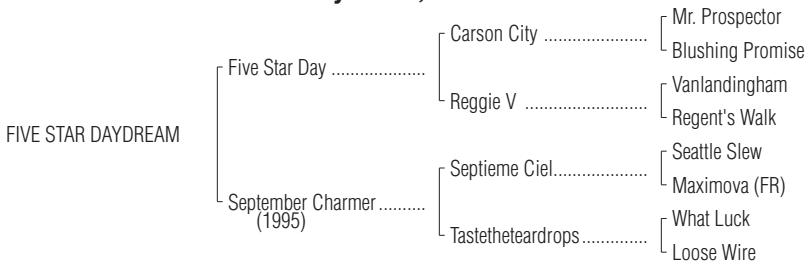 Mr. Prospector
Carson City ....................
Blushing Promise
Five Star Day ...................
Vanlandingham
Reggie V ........................
Regent's Walk
FIVE STAR DAYDREAM
Seattle Slew
Septieme Ciel..................
Maximova (FR)
September Charmer ..........
(1995)
What Luck
Tastetheteardrops.............
Loose Wire